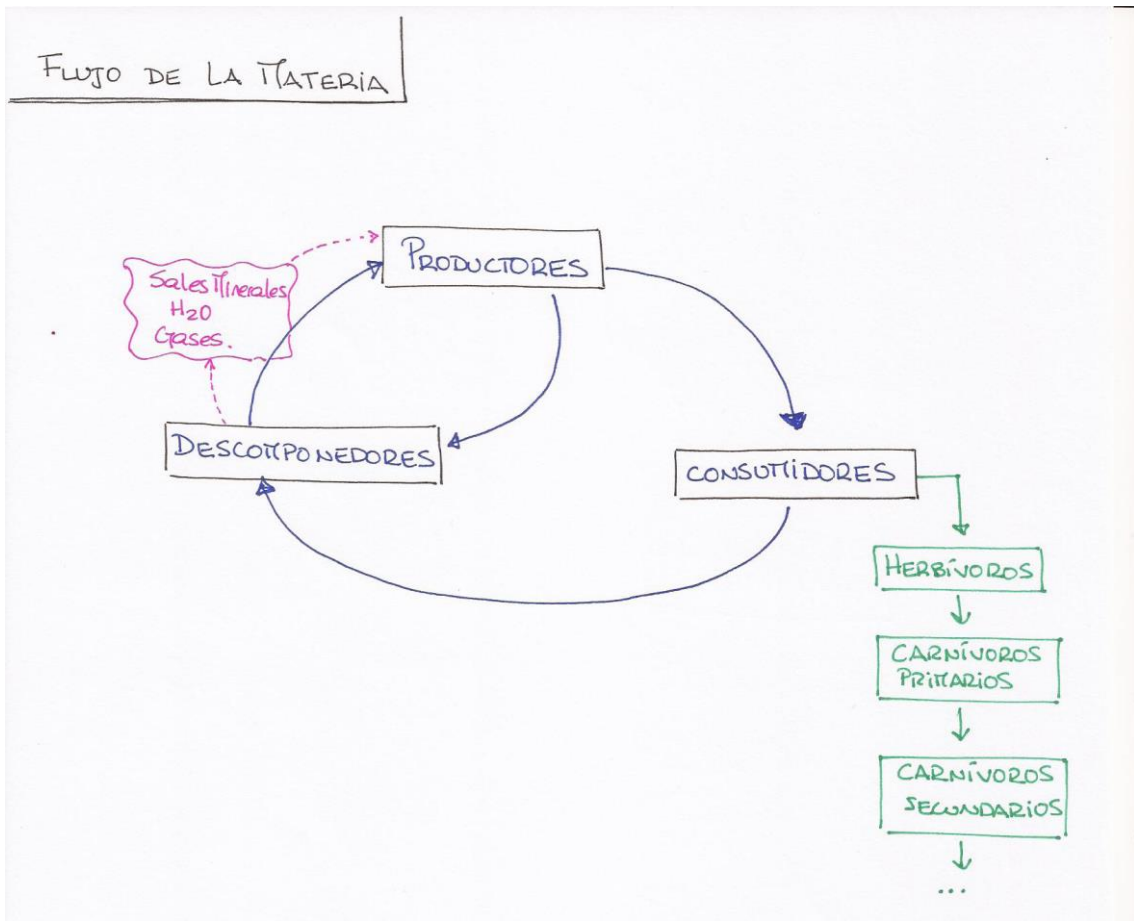 FLUJO DE LA MATERIA
PRODUCTORES
Sales Minerales
H2O
Gases.
DESCOMPONEDORES
CONSUMIDORES
HERBÍVOROS
CARNÍVOROS
PRIMARIOS
CARNÍVOROS
SECUNDARIOS
...